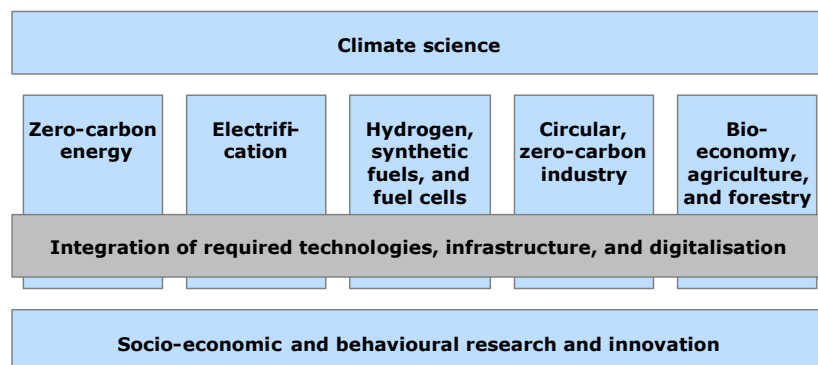 Climate science
Zero-carbon
energy
Electrifi-
cation
Hydrogen,
synthetic
fuels, and
fuel cells
Circular,
zero-carbon
industry
Bio-
economy,
agriculture,
and forestry
Integration of required technologies, infrastructure, and digitalisation
Socio-economic and behavioural research and innovation